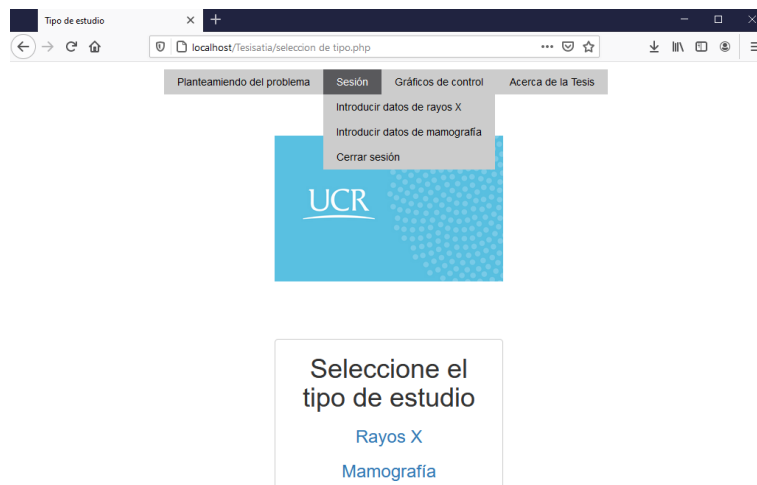 Tipo de estudio
localhost/Tesisatia/seleccion de tipo.php
Planteamiento del problema Sesión Gráficos de control Acerca de la Tesis
Introducir datos de rayos X
Introducir datos de mamografía
Cerrar sesión
UCR
Seleccione el
tipo de estudio
Rayos X
Mamografía